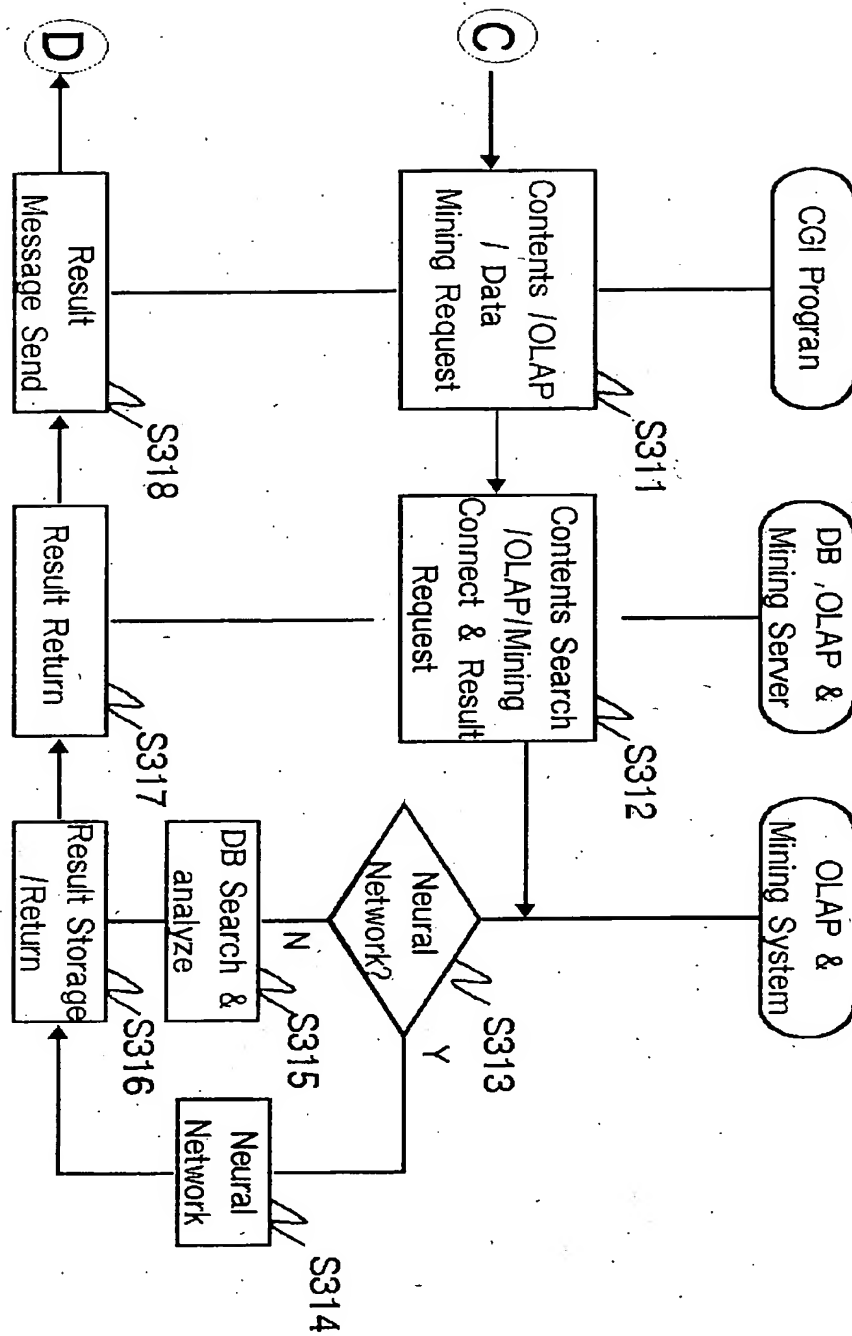 CGI Progran
DB ,OLAP &
Mining Server
OLAP &
Mining System
C
Contents /OLAP
/ Data
Mining Request
S311
Contents Search
/OLAP/Mining
Connect & Result
Request
S312
Neural
Network?
S313
Y
N
Neural
Network
S314
DB Search &
analyze
S315
Result Storage
/Return
S316
Result Return
S317
Result
Message Send
S318
D